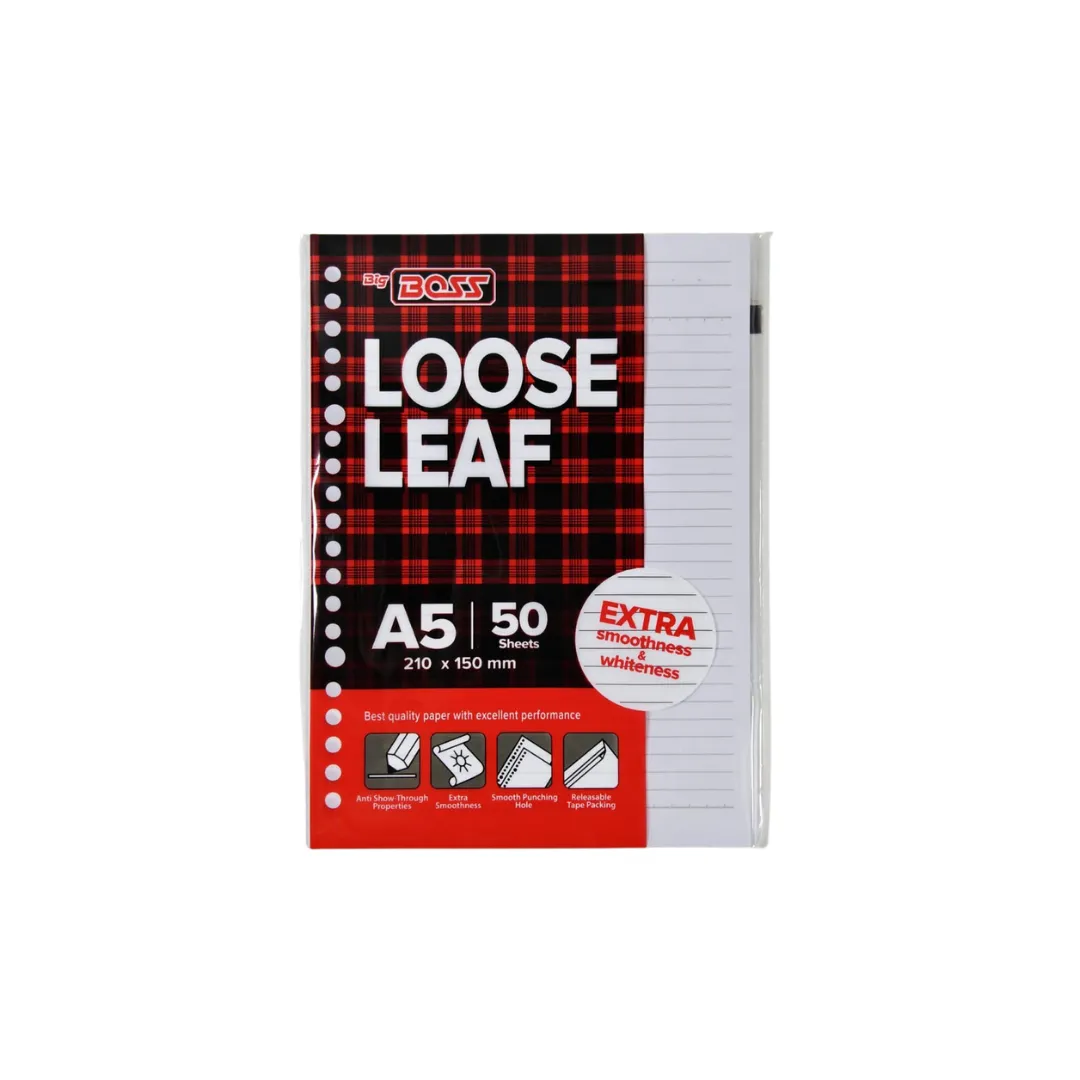 Big BOSS
LOOSE
LEAF
A5 | 50
Sheets
210 x 150 mm
EXTRA
smoothness
&
whiteness
Best quality paper with excellent performance
Anti Show-Through
Properties
Extra
Smoothness
Smooth Punching
Hole
Releasable
Tape Packing